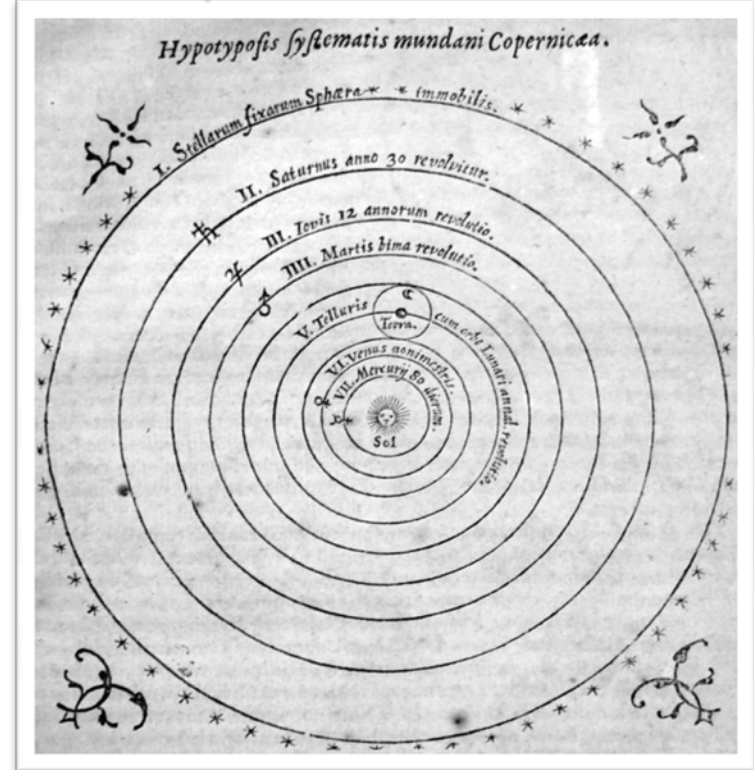 Hypotyposis systematis mundani Copernicæa.
I. Stellarum fixarum Sphæra * * immobilis.
II. Saturnus anno 30 revolvitur.
♄
III. Iovis 12 annorum revolutio.
♃
IIII. Martis bima revolutio.
♂
V. Telluris cum orbe Lunari annua revolutio.
☾
Terra.
VI. Venus nonimestris.
♀
VII. Mercurij 80 dierum.
☿
Sol